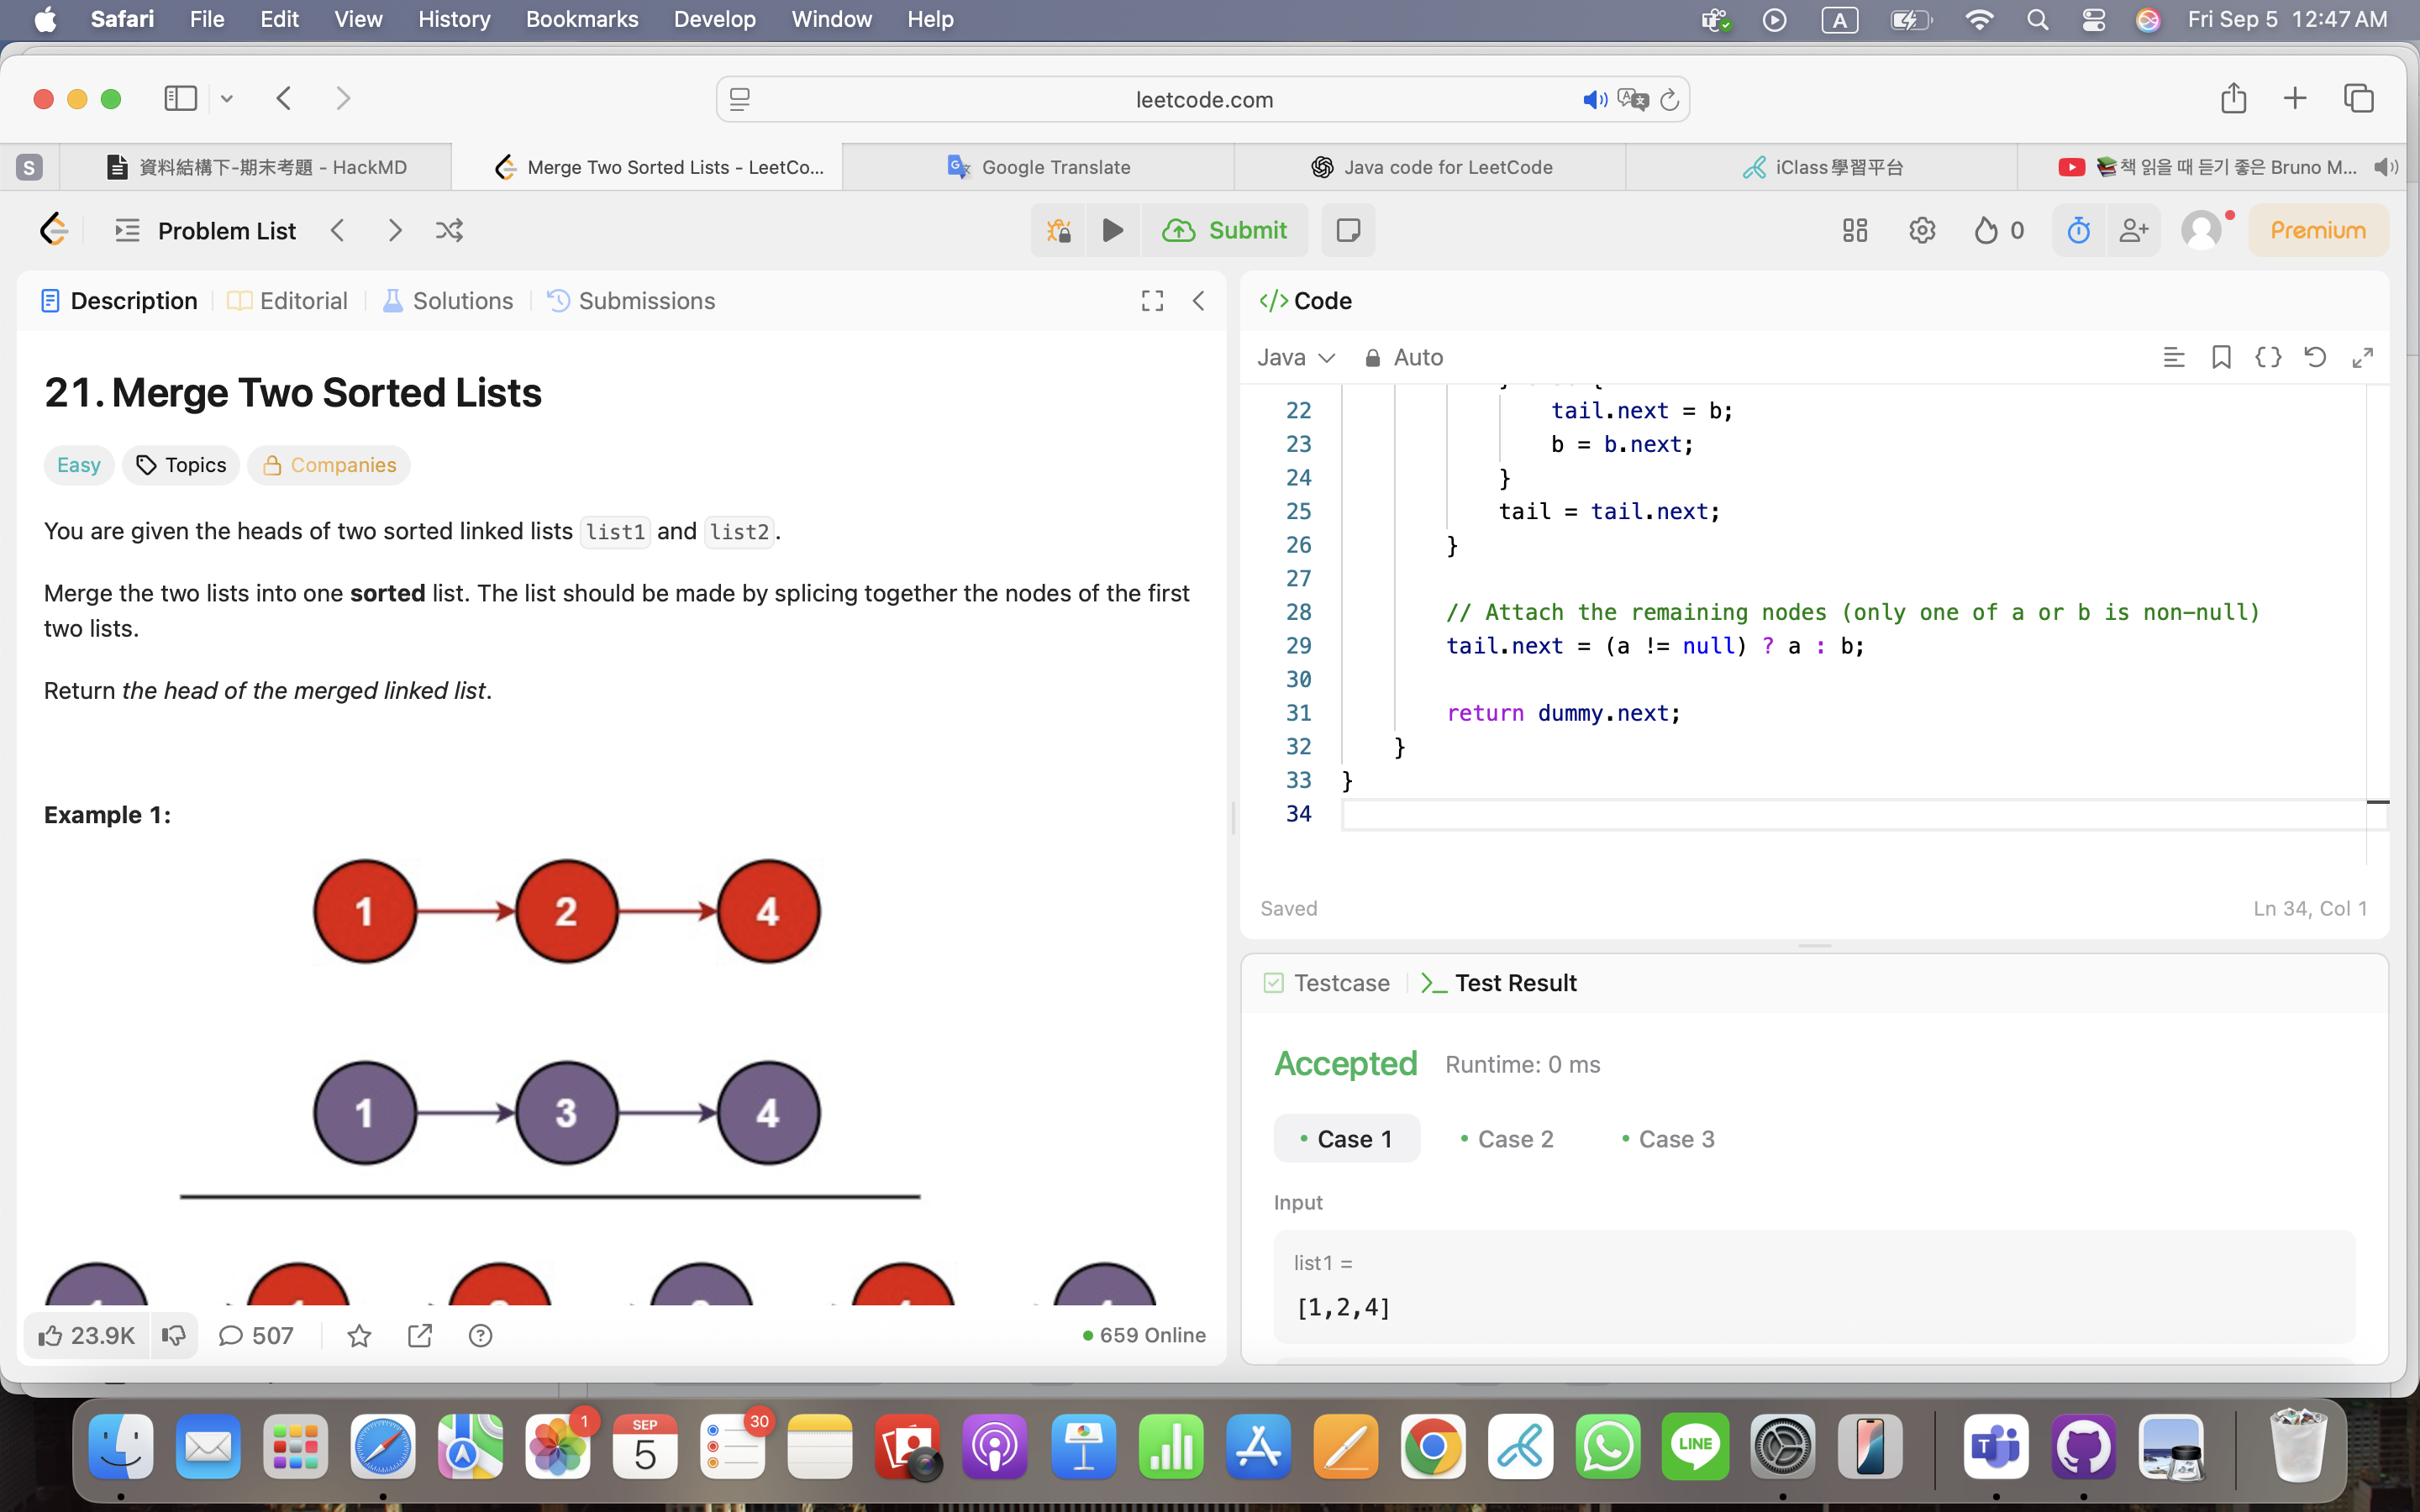 Safari File Edit View History Bookmarks Develop Window Help A Fri Sep 5 12:47 AM
leetcode.com
S 資料結構下-期末考題 - HackMD Merge Two Sorted Lists - LeetCo... Google Translate Java code for LeetCode iClass 學習平台 책 읽을 때 듣기 좋은 Bruno M...
Problem List Submit 0 Premium
Description Editorial Solutions Submissions
21. Merge Two Sorted Lists
Easy Topics Companies
You are given the heads of two sorted linked lists list1 and list2.
Merge the two lists into one sorted list. The list should be made by splicing together the nodes of the first
two lists.
Return the head of the merged linked list.
Example 1:
1 2 4
1 3 4
23.9K 507 659 Online
</> Code
Java Auto
22 tail.next = b;
23 b = b.next;
24 }
25 tail = tail.next;
26 }
27
28 // Attach the remaining nodes (only one of a or b is non-null)
29 tail.next = (a != null) ? a : b;
30
31 return dummy.next;
32 }
33 }
34
Saved Ln 34, Col 1
Testcase >_ Test Result
Accepted Runtime: 0 ms
• Case 1 • Case 2 • Case 3
Input
list1 =
[1,2,4]
1 SEP 5 30 LINE T